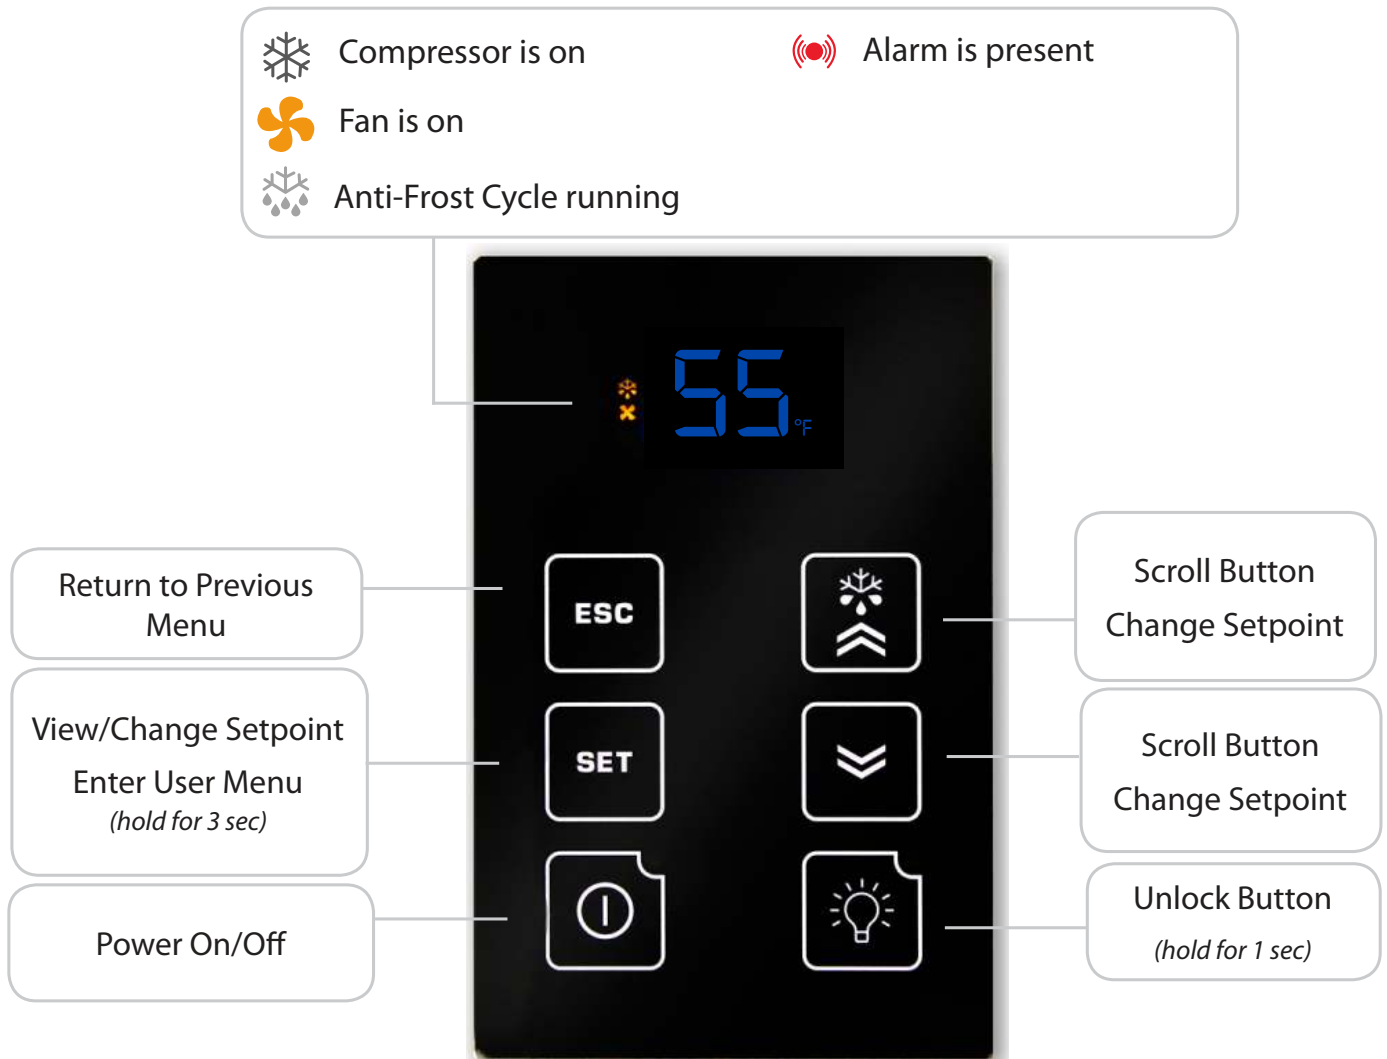 Compressor is on
Alarm is present
Fan is on
Anti-Frost Cycle running
55 °F
Return to Previous
Menu
ESC
Scroll Button
Change Setpoint
View/Change Setpoint
Enter User Menu
(hold for 3 sec)
SET
Scroll Button
Change Setpoint
Power On/Off
Unlock Button
(hold for 1 sec)